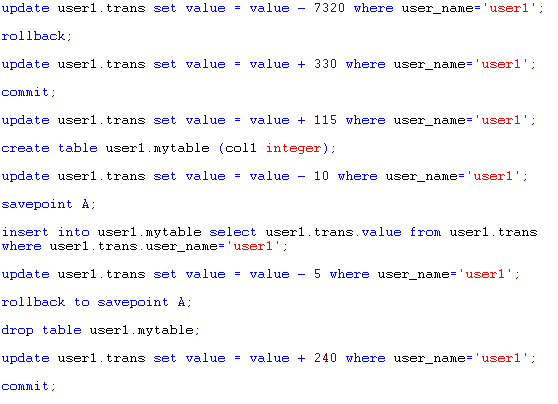 update user1.trans set value = value - 7320 where user_name='user1';
rollback;
update user1.trans set value = value + 330 where user_name='user1';
commit;
update user1.trans set value = value + 115 where user_name='user1';
create table user1.mytable (col1 integer);
update user1.trans set value = value - 10 where user_name='user1';
savepoint A;
insert into user1.mytable select user1.trans.value from user1.trans
where user1.trans.user_name='user1';
update user1.trans set value = value - 5 where user_name='user1';
rollback to savepoint A;
drop table user1.mytable;
update user1.trans set value = value + 240 where user_name='user1';
commit;